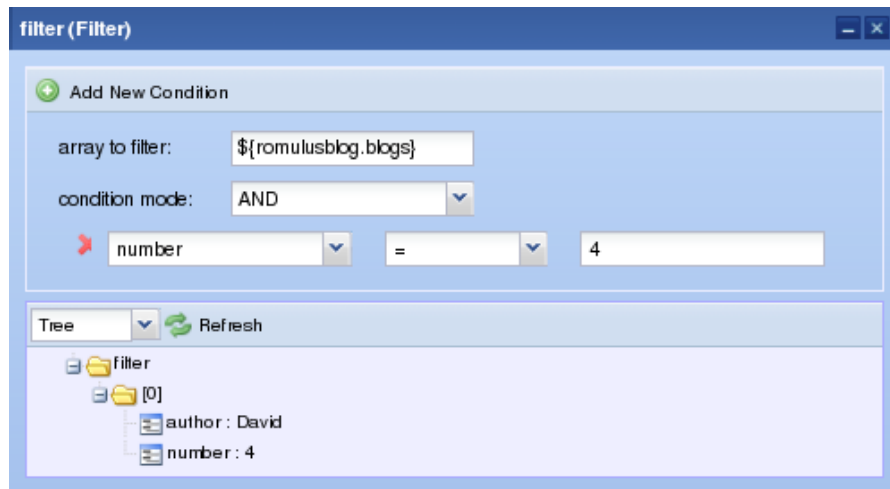 filter (Filter)
Add New Condition
array to filter: ${romulusblog.blogs}
condition mode: AND
number = 4
Tree Refresh
filter
[0]
author : David
number : 4